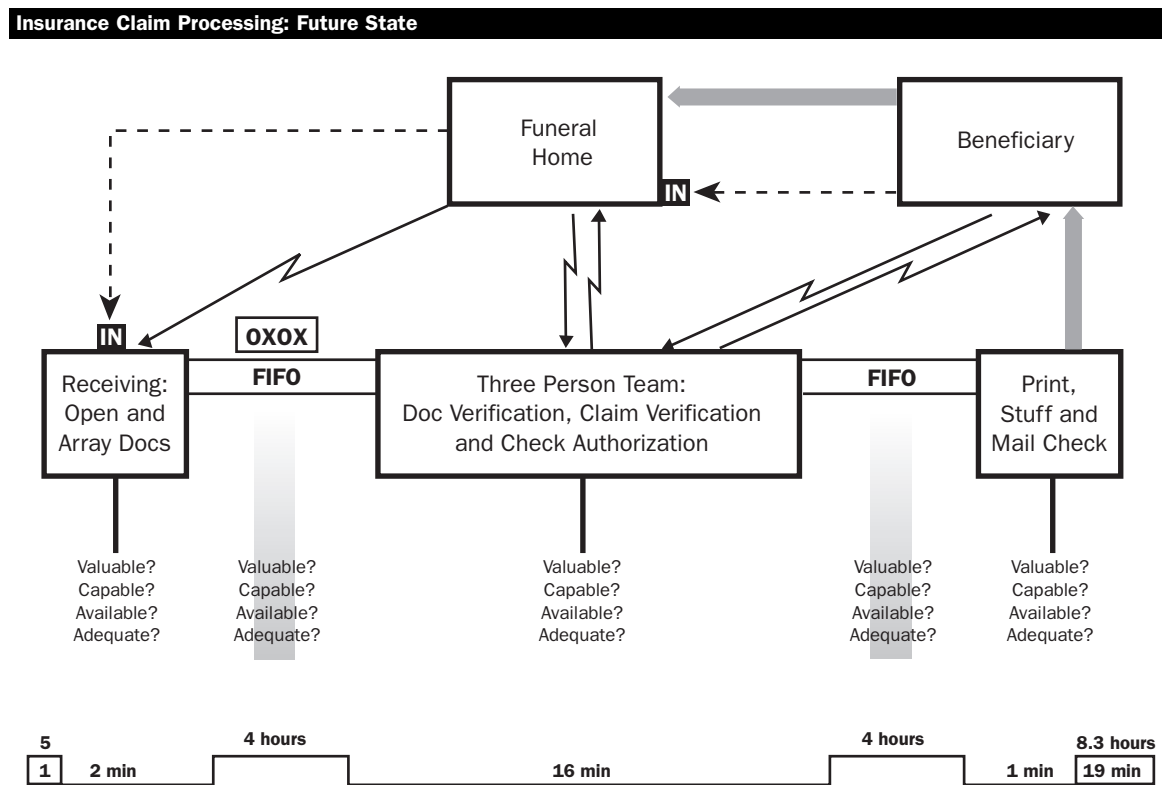 Insurance Claim Processing: Future State
Funeral
Home
Beneficiary
IN
IN
OXOX
FIFO
FIFO
Receiving:
Open and
Array Docs
Three Person Team:
Doc Verification, Claim Verification
and Check Authorization
Print,
Stuff and
Mail Check
Valuable?
Capable?
Available?
Adequate?
Valuable?
Capable?
Available?
Adequate?
Valuable?
Capable?
Available?
Adequate?
Valuable?
Capable?
Available?
Adequate?
Valuable?
Capable?
Available?
Adequate?
5
1
2 min
4 hours
16 min
4 hours
1 min
8.3 hours
19 min